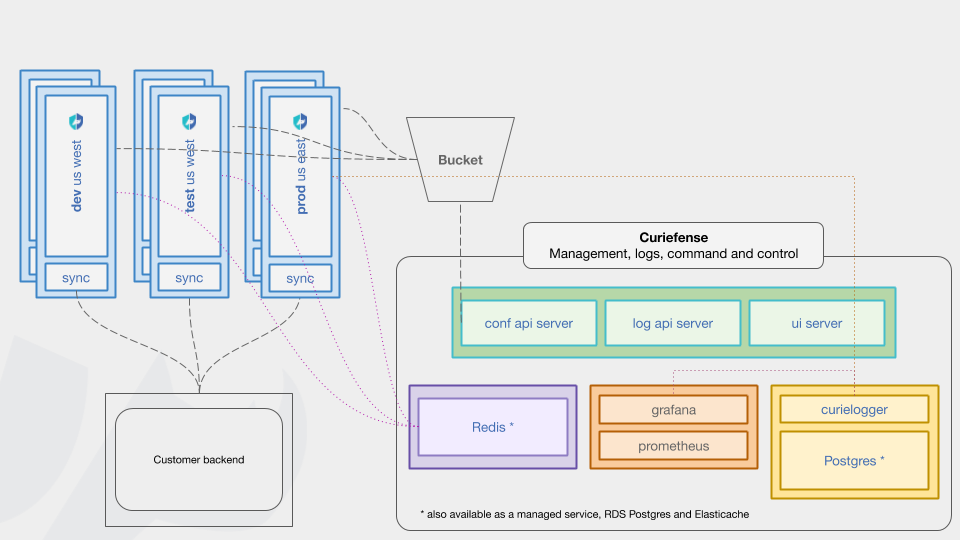 dev us west
test us west
prod us east
sync
sync
sync
Bucket
Curiefense
Management, logs, command and control
conf api server
log api server
ui server
Redis *
grafana
prometheus
curielogger
Postgres *
Customer backend
* also available as a managed service, RDS Postgres and Elasticache